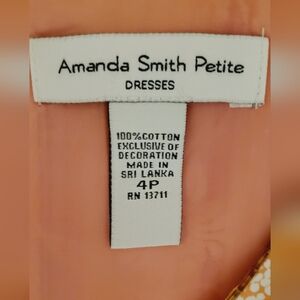 Amanda Smith Petite
DRESSES
100% COTTON
EXCLUSIVE OF
DECORATION
MADE IN
SRI LANKA
4P
RN 13711